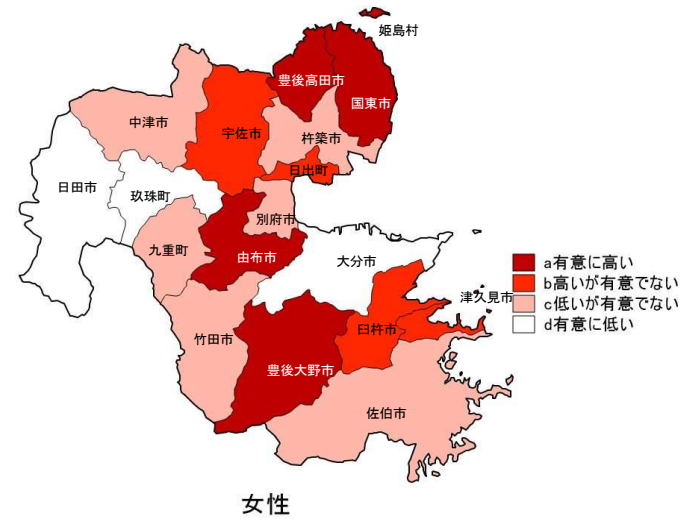 姫島村
豊後高田市
国東市
中津市
宇佐市
杵築市
日出町
日田市
玖珠町
別府市
九重町
由布市
大分市
a有意に高い
b高いが有意でない
津久見市
c低いが有意でない
d有意に低い
臼杵市
竹田市
豊後大野市
佐伯市
女性